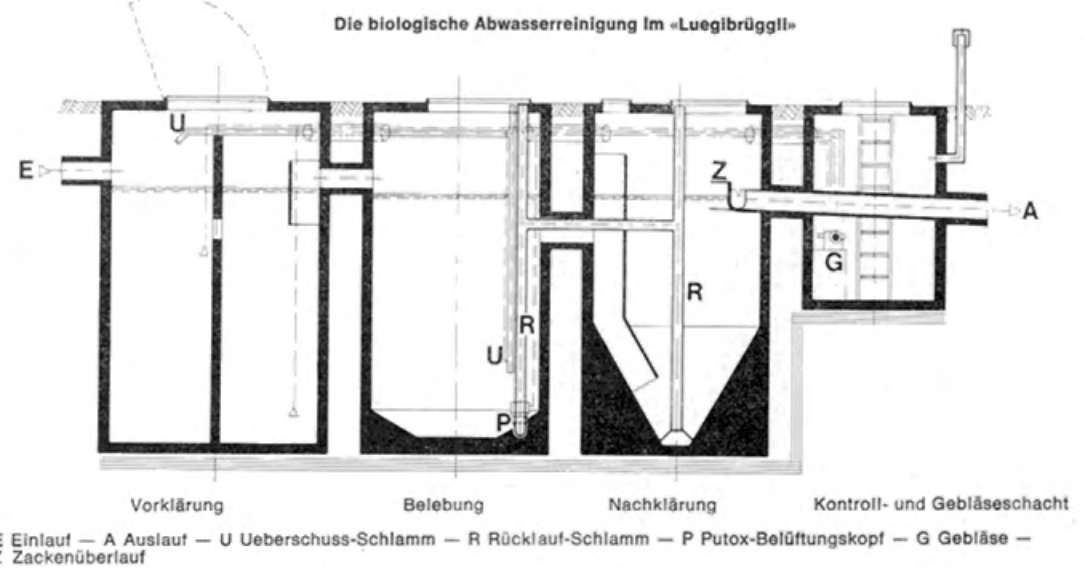 Die biologische Abwasserreinigung Im «Luegibrüggli»
U
E
Z
A
G
R
R
U
P
Vorklärung Belebung Nachklärung Kontroll- und Gebläseschacht
E Einlauf — A Auslauf — U Ueberschuss-Schlamm — R Rücklauf-Schlamm — P Putox-Belüftungskopf — G Gebläse —
Z Zackenüberlauf